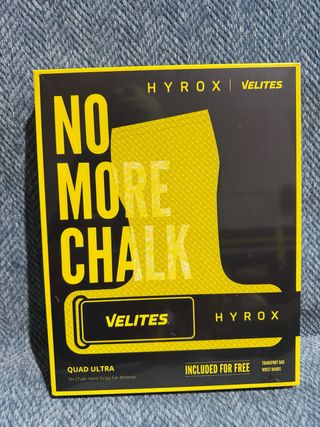 HYROX | VELITES
NO
MORE
CHALK
VELITES
HYROX
QUAD ULTRA
No Chalk Hand Grips For Athletes
INCLUDED FOR FREE
TRANSPORT BAG
WRIST BANDS